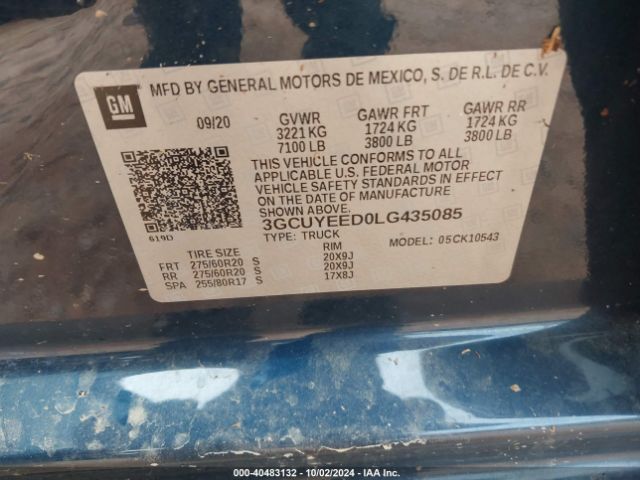 GM
MFD BY GENERAL MOTORS DE MEXICO, S. DE R.L. DE C.V.
09/20 GVWR GAWR FRT GAWR RR
3221 KG 1724 KG 1724 KG
7100 LB 3800 LB 3800 LB
THIS VEHICLE CONFORMS TO ALL
APPLICABLE U.S. FEDERAL MOTOR
VEHICLE SAFETY STANDARDS IN EFFECT
ON THE DATE OF MANUFACTURE
SHOWN ABOVE.
3GCUYEED0LG435085
619D TYPE: TRUCK MODEL: 05CK10543
TIRE SIZE RIM
FRT 275/60R20 S 20X9J
RR 275/60R20 S 20X9J
SPA 255/80R17 S 17X8J
000-40483132 - 10/02/2024 - IAA Inc.